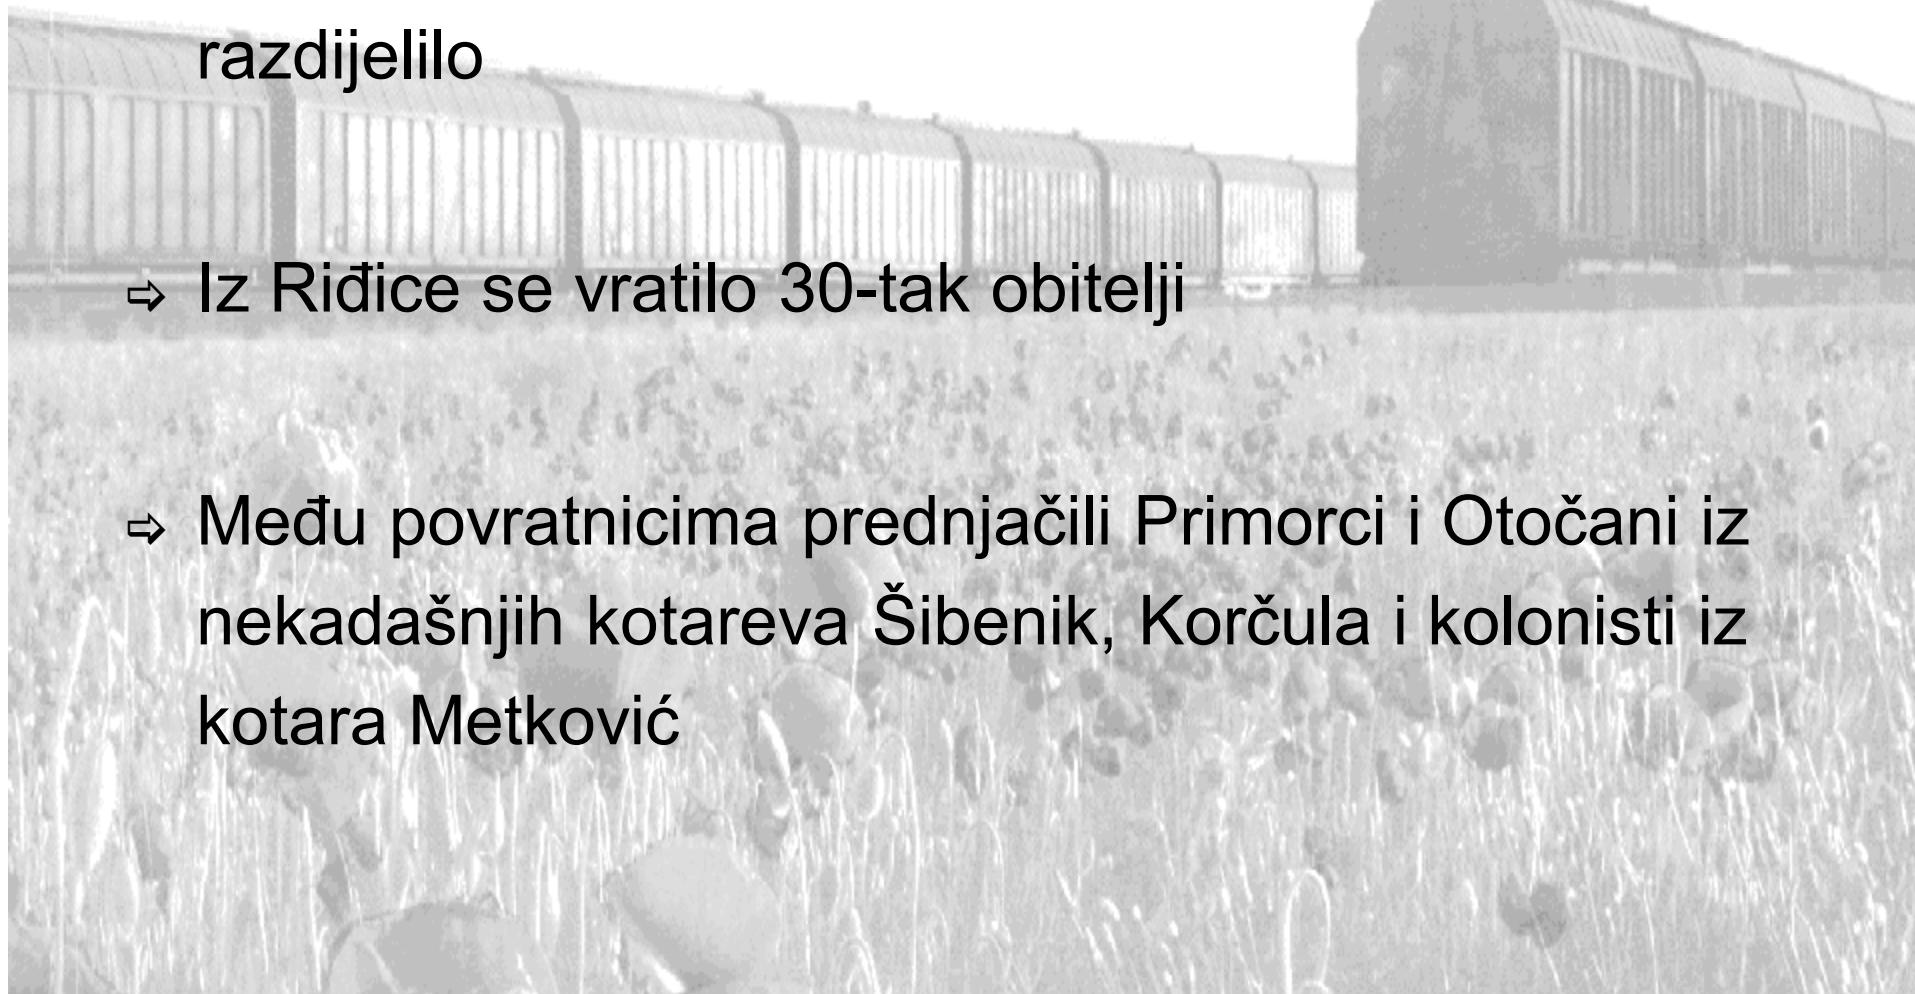 razdijelilo
⇨ Iz Riđice se vratilo 30-tak obitelji
⇨ Među povratnicima prednjačili Primorci i Otočani iz
nekadašnjih kotareva Šibenik, Korčula i kolonisti iz
kotara Metković